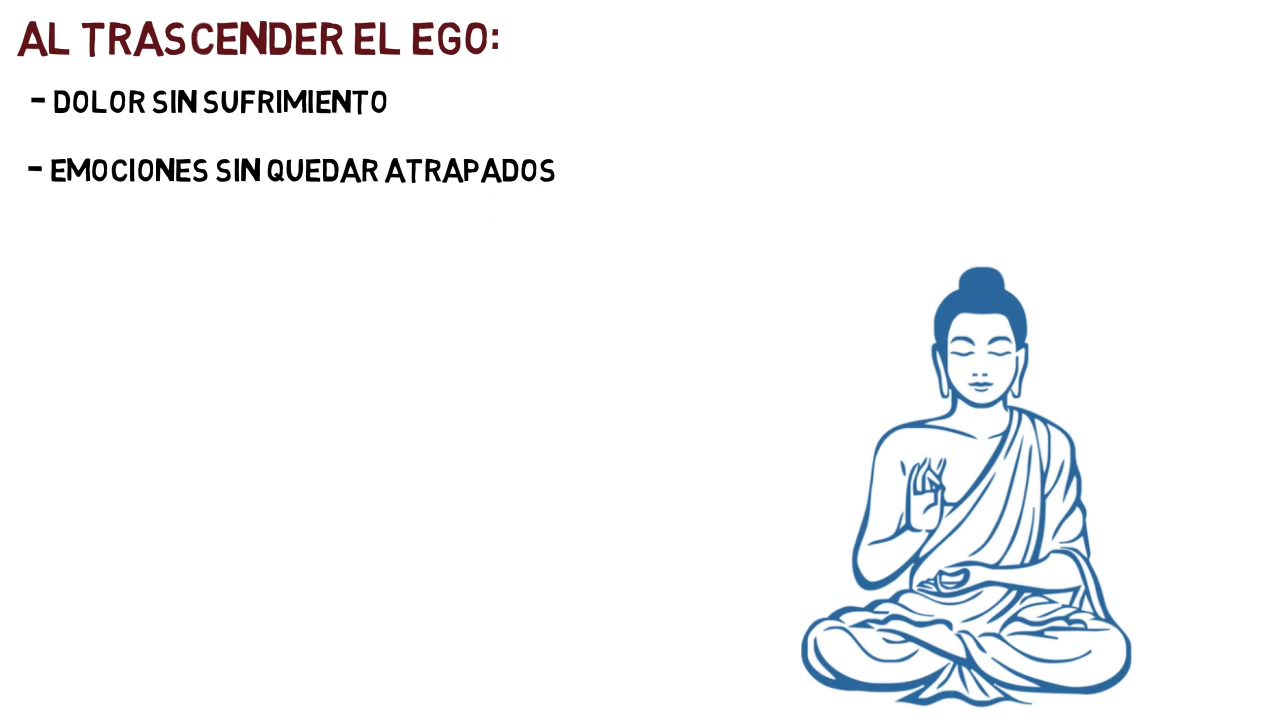 AL TRASCENDER EL EGO:
- DOLOR SIN SUFRIMIENTO
- EMOCIONES SIN QUEDAR ATRAPADOS